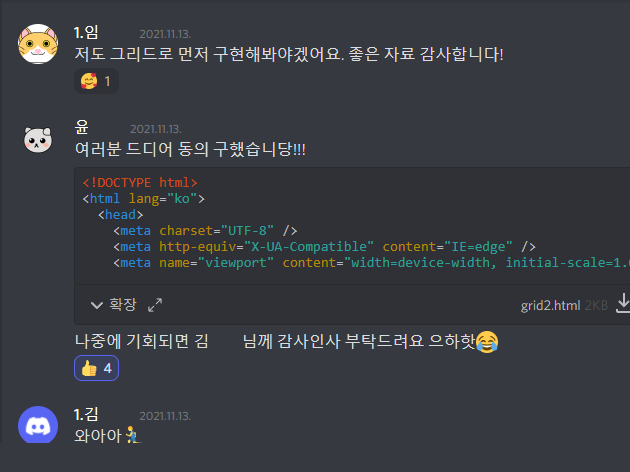 1.임 2021.11.13.
저도 그리드로 먼저 구현해봐야겠어요. 좋은 자료 감사합니다!
🥰 1
윤 2021.11.13.
여러분 드디어 동의 구했습니당!!!
<!DOCTYPE html>
<html lang="ko">
<head>
<meta charset="UTF-8" />
<meta http-equiv="X-UA-Compatible" content="IE=edge" />
<meta name="viewport" content="width=device-width, initial-scale=1.
확장 grid2.html 2KB
나중에 기회되면 김 님께 감사인사 부탁드려요 으하핫😂
👍 4
1.김 2021.11.13.
와아아🏃‍♂️